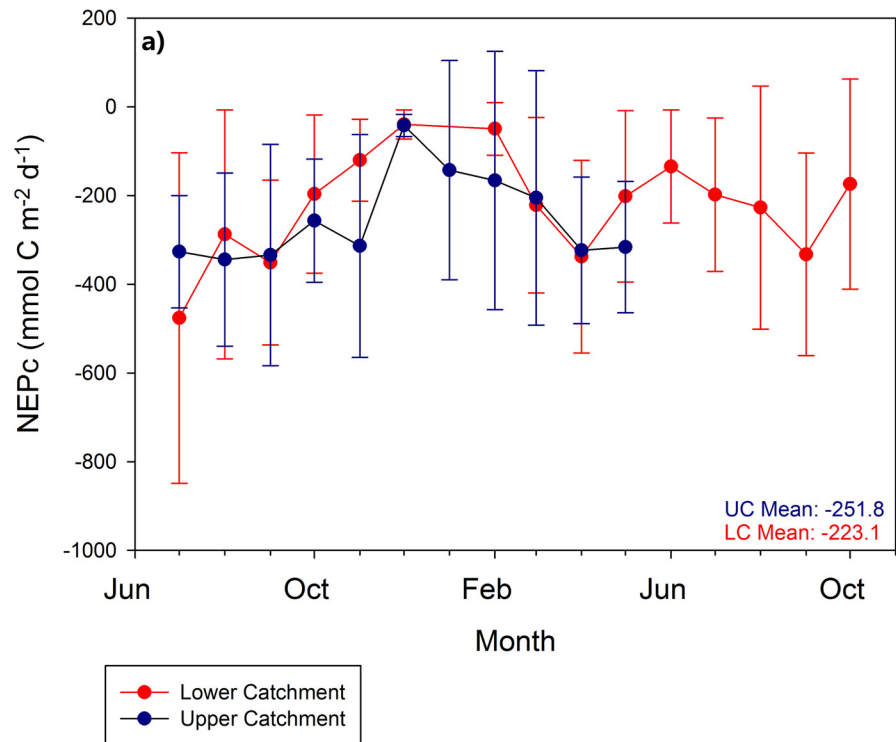 a)
200
0
-200
-400
-600
-800
-1000
NEPc (mmol C m⁻² d⁻¹)
UC Mean: -251.8
LC Mean: -223.1
Jun Oct Feb Jun Oct
Month
Lower Catchment
Upper Catchment